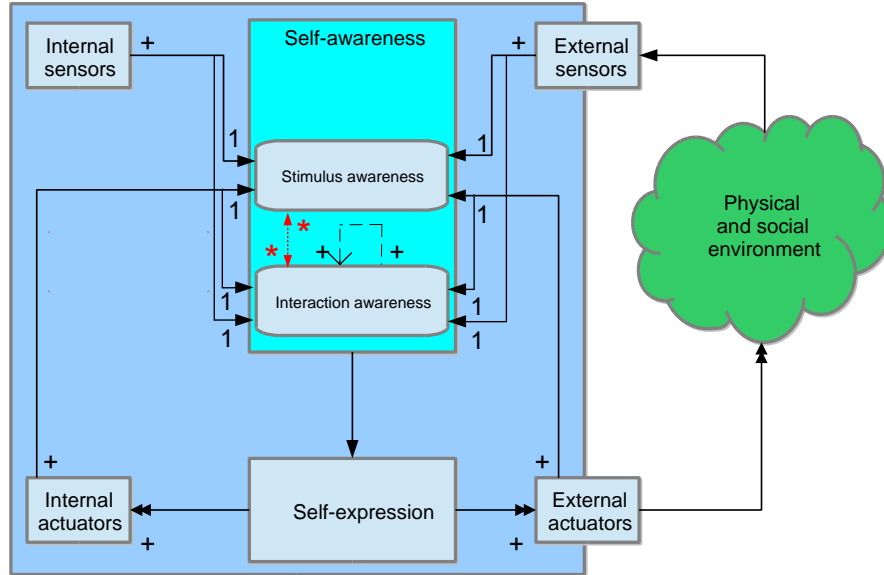 Internal
sensors
+
Self-awareness
+
External
sensors
1
1
Stimulus awareness
1
1
Physical
and social
environment
*
*
+
+
Interaction awareness
1
1
1
1
+
+
Internal
actuators
Self-expression
External
actuators
+
+